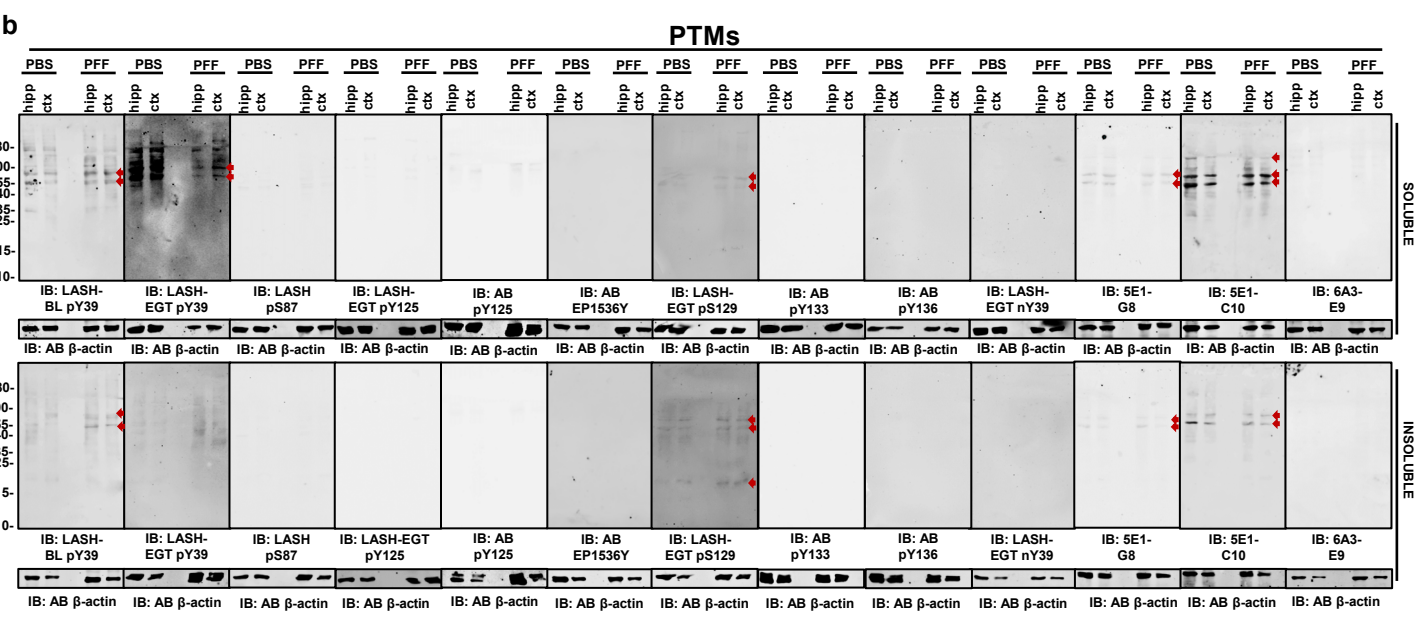 b
PTMs
PBS PFF PBS PFF PBS PFF PBS PFF PBS PFF PBS PFF PBS PFF PBS PFF PBS PFF PBS PFF PBS PFF PBS PFF PBS PFF
hipp ctx hipp ctx hipp ctx hipp ctx hipp ctx hipp ctx hipp ctx hipp ctx hipp ctx hipp ctx hipp ctx hipp ctx hipp ctx hipp ctx hipp ctx hipp ctx hipp ctx hipp ctx hipp ctx hipp ctx hipp ctx hipp ctx hipp ctx hipp ctx hipp ctx hipp ctx
25-
15-
10-
SOLUBLE
IB: LASH- IB: LASH- IB: LASH IB: LASH- IB: AB IB: AB IB: LASH- IB: AB IB: AB IB: LASH- IB: 5E1- IB: 5E1- IB: 6A3-
BL pY39 EGT pY39 pS87 EGT pY125 pY125 EP1536Y EGT pS129 pY133 pY136 EGT nY39 G8 C10 E9
IB: AB β-actin IB: AB β-actin IB: AB β-actin IB: AB β-actin IB: AB β-actin IB: AB β-actin IB: AB β-actin IB: AB β-actin IB: AB β-actin IB: AB β-actin IB: AB β-actin IB: AB β-actin IB: AB β-actin
25-
5-
0-
INSOLUBLE
IB: LASH- IB: LASH- IB: LASH IB: LASH-EGT IB: AB IB: AB IB: LASH- IB: AB IB: AB IB: LASH- IB: 5E1- IB: 5E1- IB: 6A3-
BL pY39 EGT pY39 pS87 pY125 pY125 EP1536Y EGT pS129 pY133 pY136 EGT nY39 G8 C10 E9
IB: AB β-actin IB: AB β-actin IB: AB β-actin IB: AB β-actin IB: AB β-actin IB: AB β-actin IB: AB β-actin IB: AB β-actin IB: AB β-actin IB: AB β-actin IB: AB β-actin IB: AB β-actin IB: AB β-actin